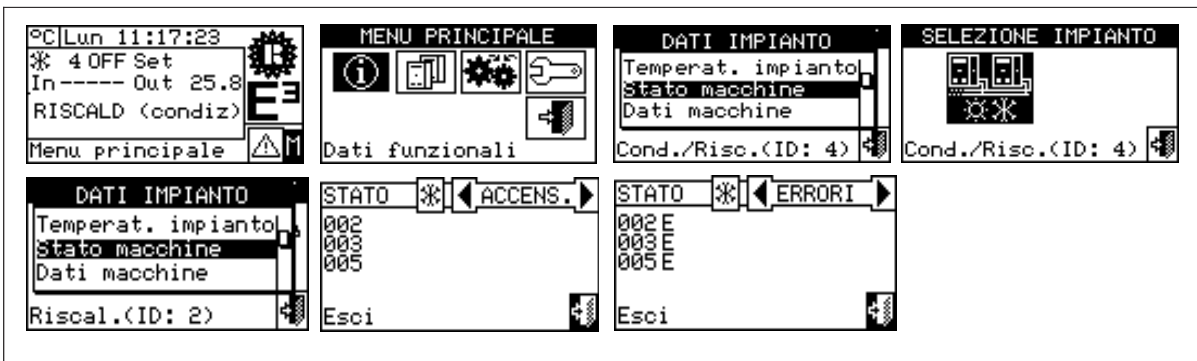 °C Lun 11:17:23
4 OFF Set
In ----- Out 25.8
RISCALD (condiz)
E3
Menu principale M
MENU PRINCIPALE
Dati funzionali
DATI IMPIANTO
Temperat. impianto
Stato macchine
Dati macchine
Cond./Risc.(ID: 4)
SELEZIONE IMPIANTO
Cond./Risc.(ID: 4)
DATI IMPIANTO
Temperat. impianto
Stato macchine
Dati macchine
Riscal.(ID: 2)
STATO ACCENS.
002
003
005
Esci
STATO ERRORI
002 E
003 E
005 E
Esci